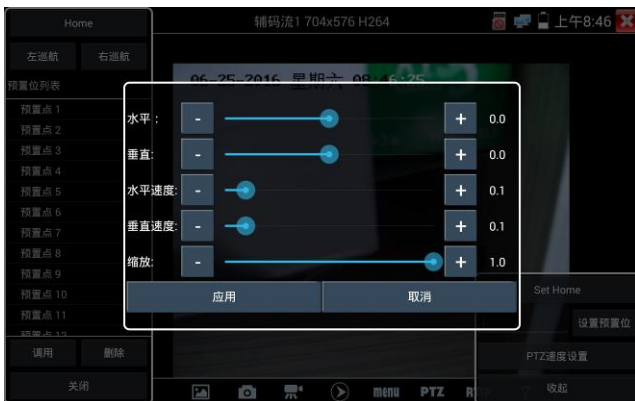 Home
辅码流1 704x576 H264
上午8:46
左巡航 右巡航
06-25-2016 星期六 08:46:25
预置位列表
预置点 1
预置点 2
预置点 3
预置点 4
预置点 5
预置点 6
预置点 7
预置点 8
预置点 9
预置点 10
预置点 11
预置点 12
水平 : - + 0.0
垂直: - + 0.0
水平速度: - + 0.1
垂直速度: - + 0.1
缩放: - + 1.0
应用 取消
Set Home
设置预置位
PTZ速度设置
收起
调用 删除
关闭
menu PTZ